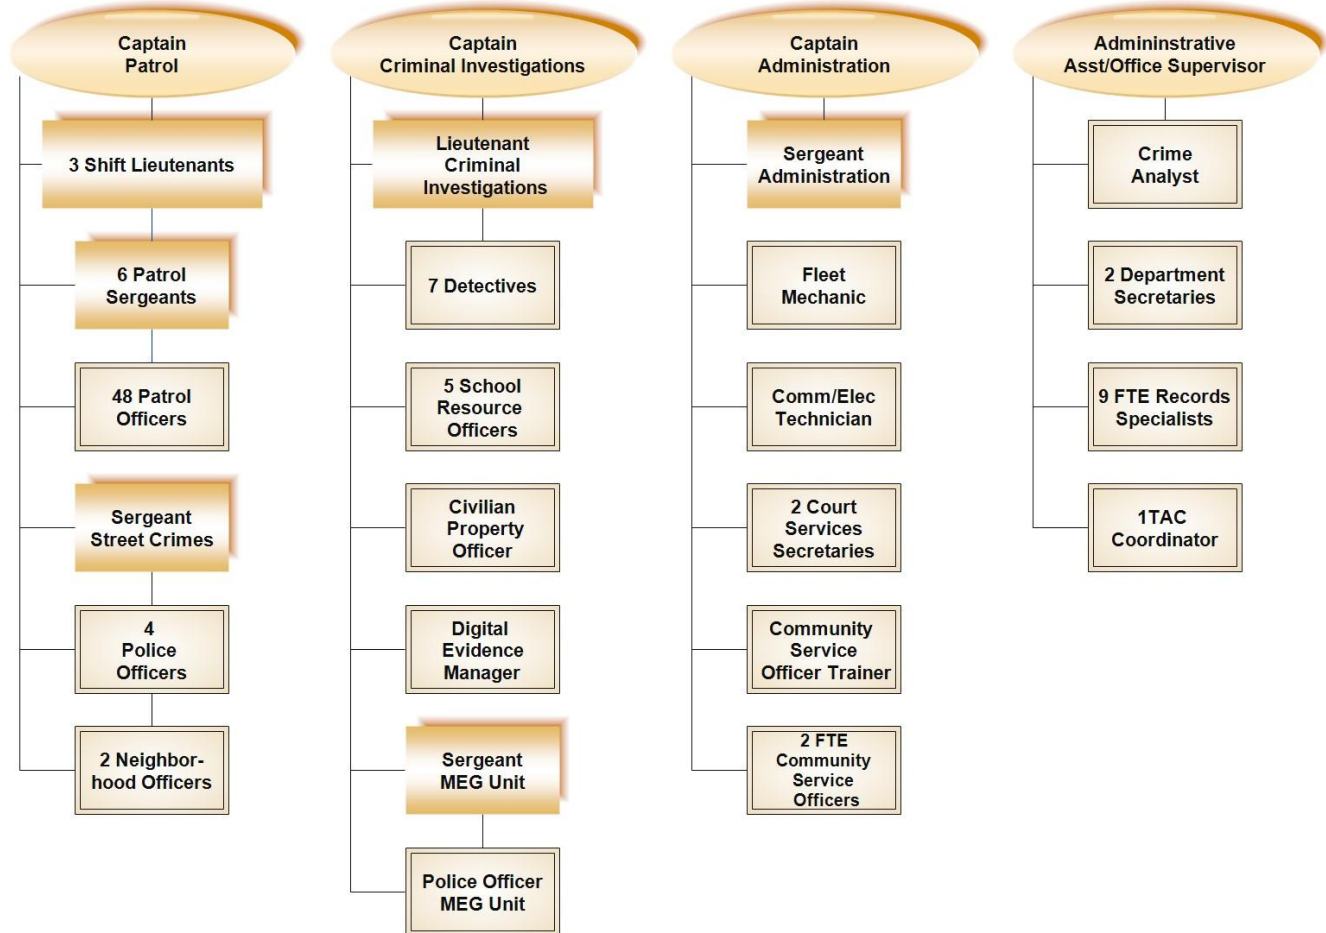 Captain
Patrol
3 Shift Lieutenants
6 Patrol
Sergeants
48 Patrol
Officers
Sergeant
Street Crimes
4
Police
Officers
2 Neighbor-
hood Officers
Captain
Criminal Investigations
Lieutenant
Criminal
Investigations
7 Detectives
5 School
Resource
Officers
Civilian
Property
Officer
Digital
Evidence
Manager
Sergeant
MEG Unit
Police Officer
MEG Unit
Captain
Administration
Sergeant
Administration
Fleet
Mechanic
Comm/Elec
Technician
2 Court
Services
Secretaries
Community
Service
Officer Trainer
2 FTE
Community
Service
Officers
Admininstrative
Asst/Office Supervisor
Crime
Analyst
2 Department
Secretaries
9 FTE Records
Specialists
1TAC
Coordinator